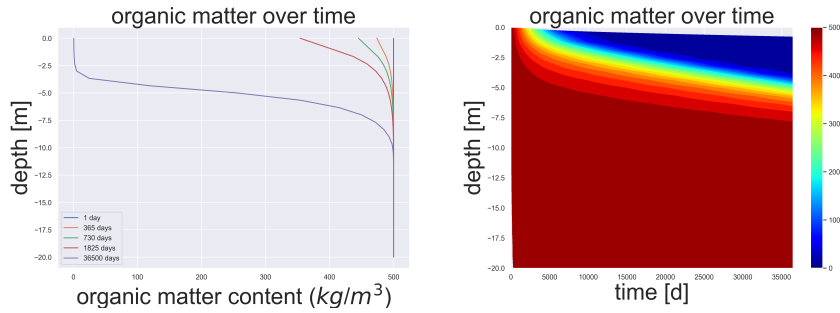 organic matter over time
0.0
−2.5
−5.0
−7.5
−10.0
−12.5
−15.0
−17.5
−20.0
depth [m]
1 day
365 days
730 days
1825 days
36500 days
0 100 200 300 400 500
organic matter content (kg/m³)
organic matter over time
0.0
−2.5
−5.0
−7.5
−10.0
−12.5
−15.0
−17.5
−20.0
depth [m]
0 5000 10000 15000 20000 25000 30000 35000
time [d]
500
400
300
200
100
0